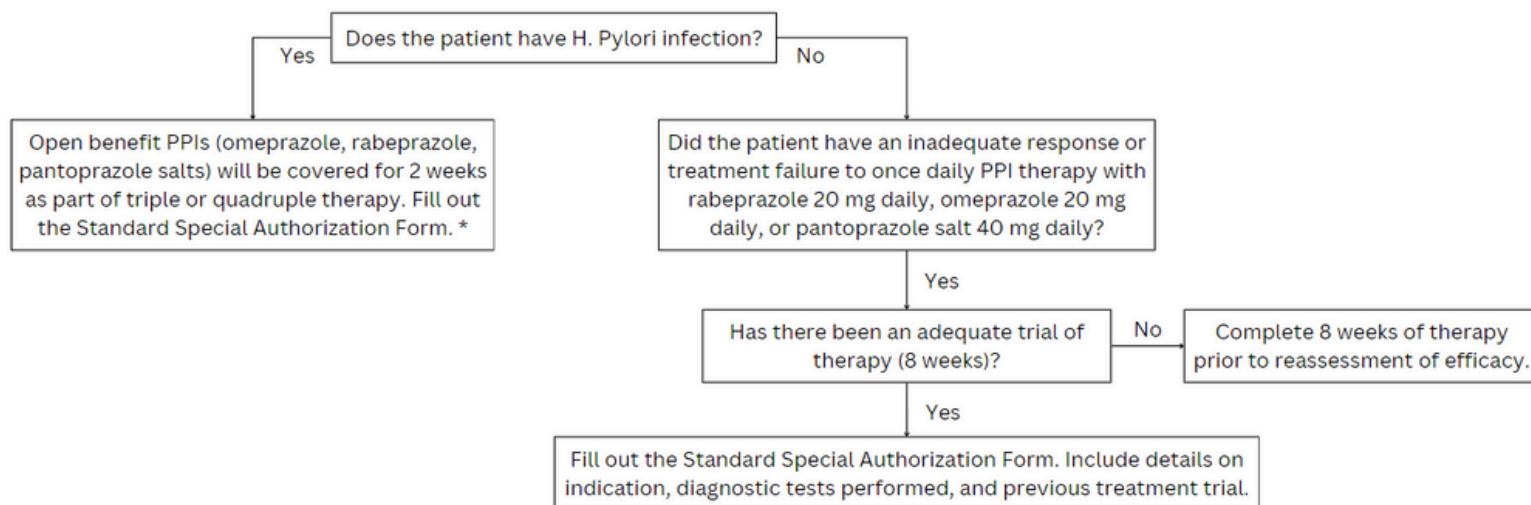 Does the patient have H. Pylori infection?
Yes
No
Open benefit PPIs (omeprazole, rabeprazole,
pantoprazole salts) will be covered for 2 weeks
as part of triple or quadruple therapy. Fill out
the Standard Special Authorization Form. *
Did the patient have an inadequate response or
treatment failure to once daily PPI therapy with
rabeprazole 20 mg daily, omeprazole 20 mg
daily, or pantoprazole salt 40 mg daily?
Yes
Has there been an adequate trial of
therapy (8 weeks)?
No
Complete 8 weeks of therapy
prior to reassessment of efficacy.
Yes
Fill out the Standard Special Authorization Form. Include details on
indication, diagnostic tests performed, and previous treatment trial.